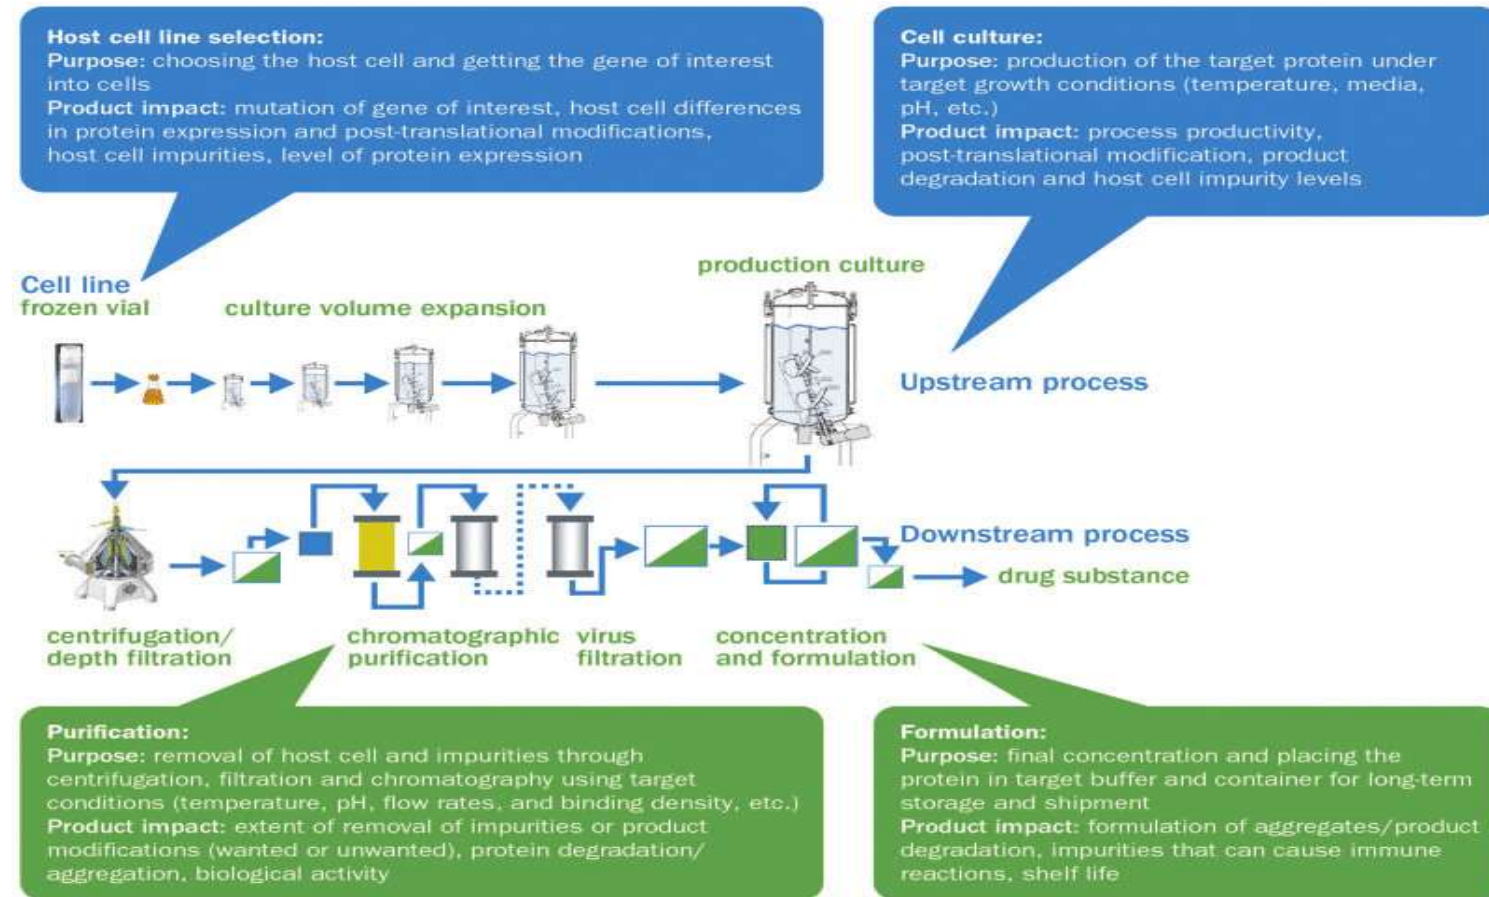 Host cell line selection:
Purpose: choosing the host cell and getting the gene of interest
into cells
Product impact: mutation of gene of interest, host cell differences
in protein expression and post-translational modifications,
host cell impurities, level of protein expression
Cell culture:
Purpose: production of the target protein under
target growth conditions (temperature, media,
pH, etc.)
Product impact: process productivity,
post-translational modification, product
degradation and host cell impurity levels
Cell line
frozen vial
culture volume expansion
production culture
Upstream process
Downstream process
drug substance
centrifugation/
depth filtration
chromatographic
purification
virus
filtration
concentration
and formulation
Purification:
Purpose: removal of host cell and impurities through
centrifugation, filtration and chromatography using target
conditions (temperature, pH, flow rates, and binding density, etc.)
Product impact: extent of removal of impurities or product
modifications (wanted or unwanted), protein degradation/
aggregation, biological activity
Formulation:
Purpose: final concentration and placing the
protein in target buffer and container for long-term
storage and shipment
Product impact: formulation of aggregates/product
degradation, impurities that can cause immune
reactions, shelf life